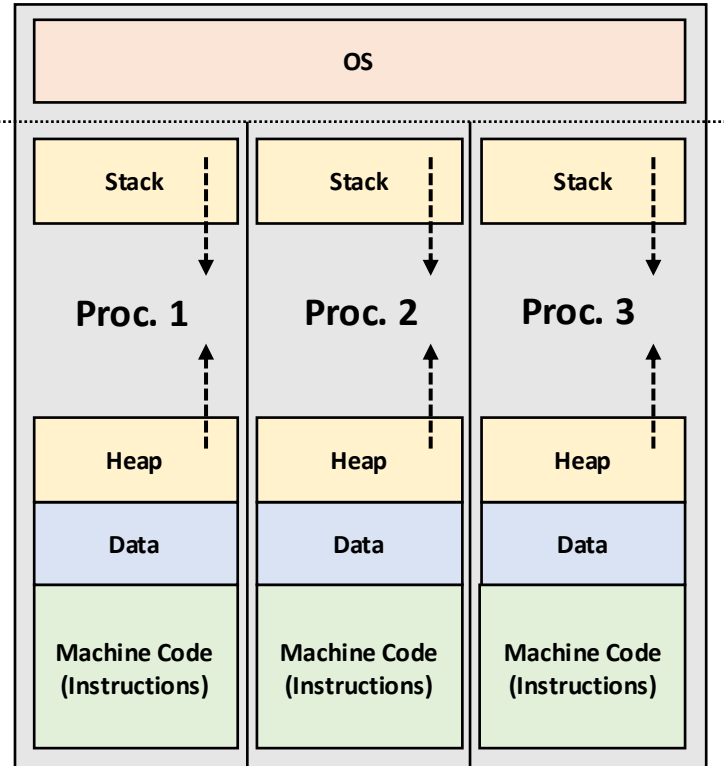 OS
Stack
Stack
Stack
Proc. 1
Proc. 2
Proc. 3
Heap
Heap
Heap
Data
Data
Data
Machine Code
(Instructions)
Machine Code
(Instructions)
Machine Code
(Instructions)